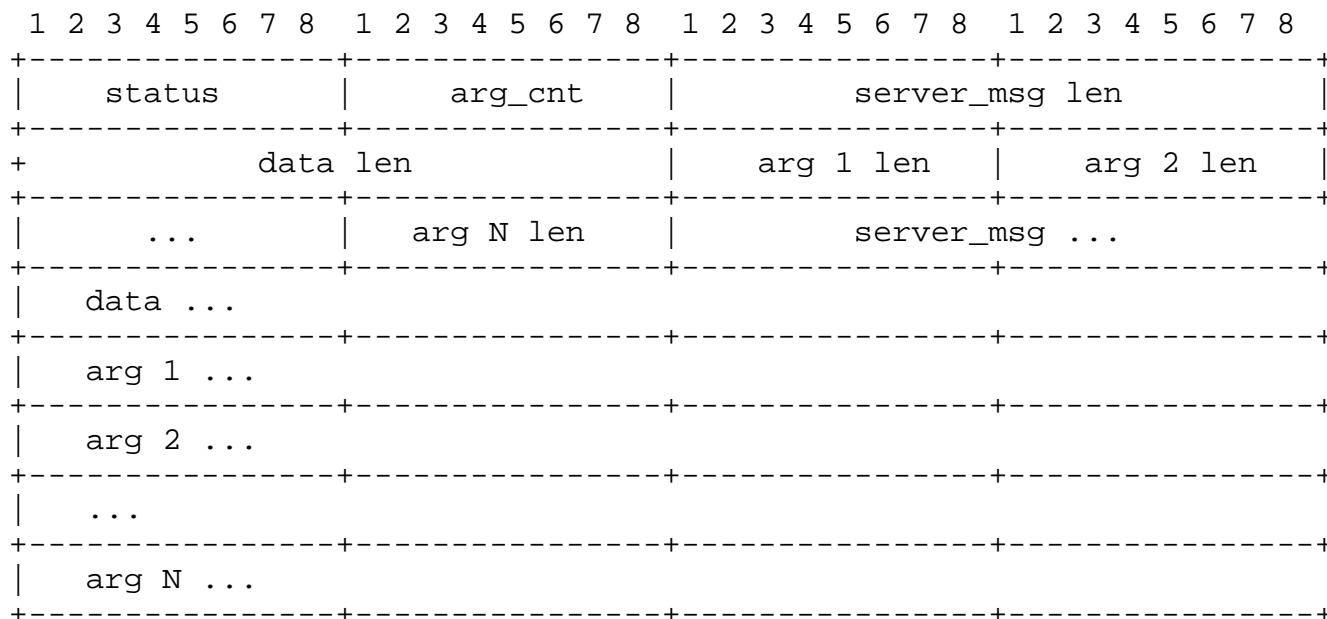 1 2 3 4 5 6 7 8  1 2 3 4 5 6 7 8  1 2 3 4 5 6 7 8  1 2 3 4 5 6 7 8
+----------------+----------------+----------------+----------------+
|     status     |     arg_cnt    |         server_msg len          |
+----------------+----------------+----------------+----------------+
+            data len             |    arg 1 len   |    arg 2 len   |
+----------------+----------------+----------------+----------------+
|      ...       |   arg N len    |         server_msg ...
+----------------+----------------+----------------+----------------+
|   data ...
+----------------+----------------+----------------+----------------+
|   arg 1 ...
+----------------+----------------+----------------+----------------+
|   arg 2 ...
+----------------+----------------+----------------+----------------+
|   ...
+----------------+----------------+----------------+----------------+
|   arg N ...
+----------------+----------------+----------------+----------------+